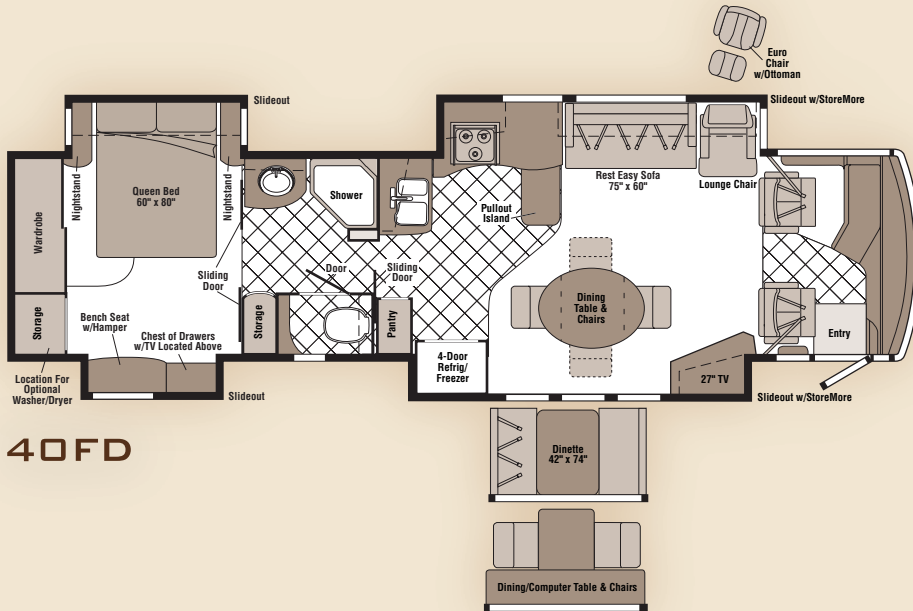 Euro
Chair
w/Ottoman
Slideout
Slideout w/StoreMore
Nightstand
Queen Bed
60" x 80"
Nightstand
Shower
Rest Easy Sofa
75" x 60"
Lounge Chair
Pullout
Island
Wardrobe
Sliding
Door
Door
Sliding
Door
Storage
Bench Seat
w/Hamper
Chest of Drawers
w/TV Located Above
Storage
Pantry
Dining
Table &
Chairs
Entry
4-Door
Refrig/
Freezer
27" TV
Location For
Optional
Washer/Dryer
Slideout
Slideout w/StoreMore
40FD
Dinette
42" x 74"
Dining/Computer Table & Chairs